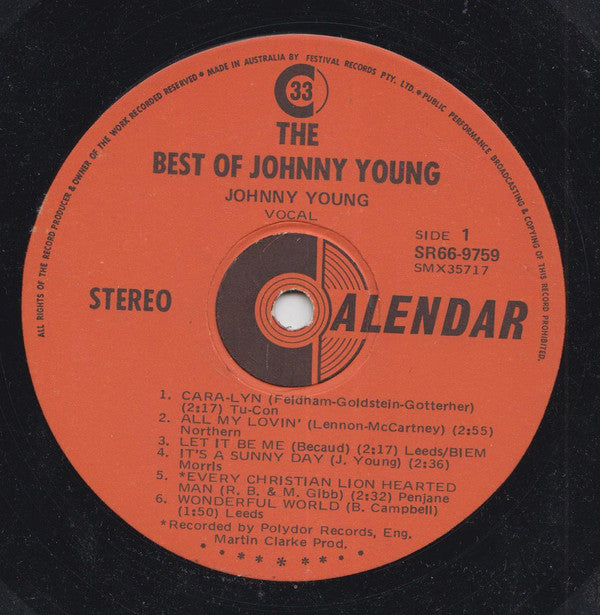 ALL RIGHTS OF THE RECORD PRODUCER & OWNER OF THE WORK RECORDED RESERVED • MADE IN AUSTRALIA BY FESTIVAL RECORDS PTY. LTD. • PUBLIC PERFORMANCE BROADCASTING & COPYING OF THIS RECORD PROHIBITED.
33
THE
BEST OF JOHNNY YOUNG
JOHNNY YOUNG
VOCAL
SIDE 1
SR66-9759
SMX35717
STEREO
CALENDAR
1. CARA-LYN (Feldham-Goldstein-Gotterher)
(2:17) Tu-Con
2. ALL MY LOVIN' (Lennon-McCartney) (2:55)
Northern
3. LET IT BE ME (Becaud) (2:17) Leeds/BIEM
4. IT'S A SUNNY DAY (J. Young) (2:36)
Morris
5. *EVERY CHRISTIAN LION HEARTED
MAN (R. B. & M. Gibb) (2:32) Penjane
6. WONDERFUL WORLD (B. Campbell)
(1:50) Leeds
*Recorded by Polydor Records, Eng.
Martin Clarke Prod.